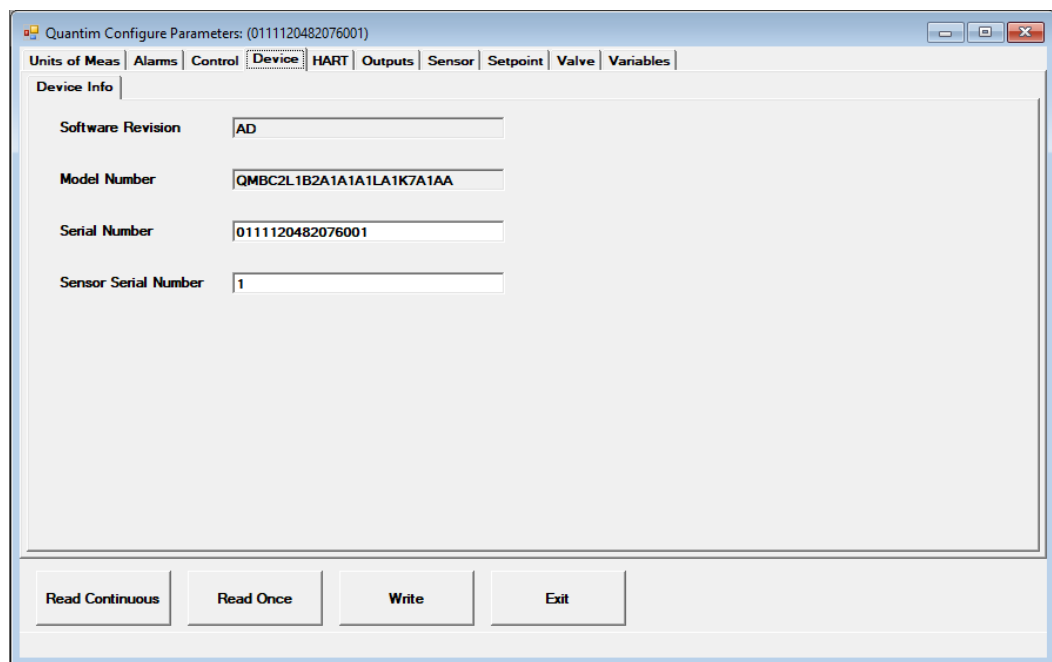 Quantim Configure Parameters: (0111120482076001)
Units of Meas Alarms Control Device HART Outputs Sensor Setpoint Valve Variables
Device Info
Software Revision AD
Model Number QMBC2L1B2A1A1A1LA1K7A1AA
Serial Number 0111120482076001
Sensor Serial Number 1
Read Continuous Read Once Write Exit